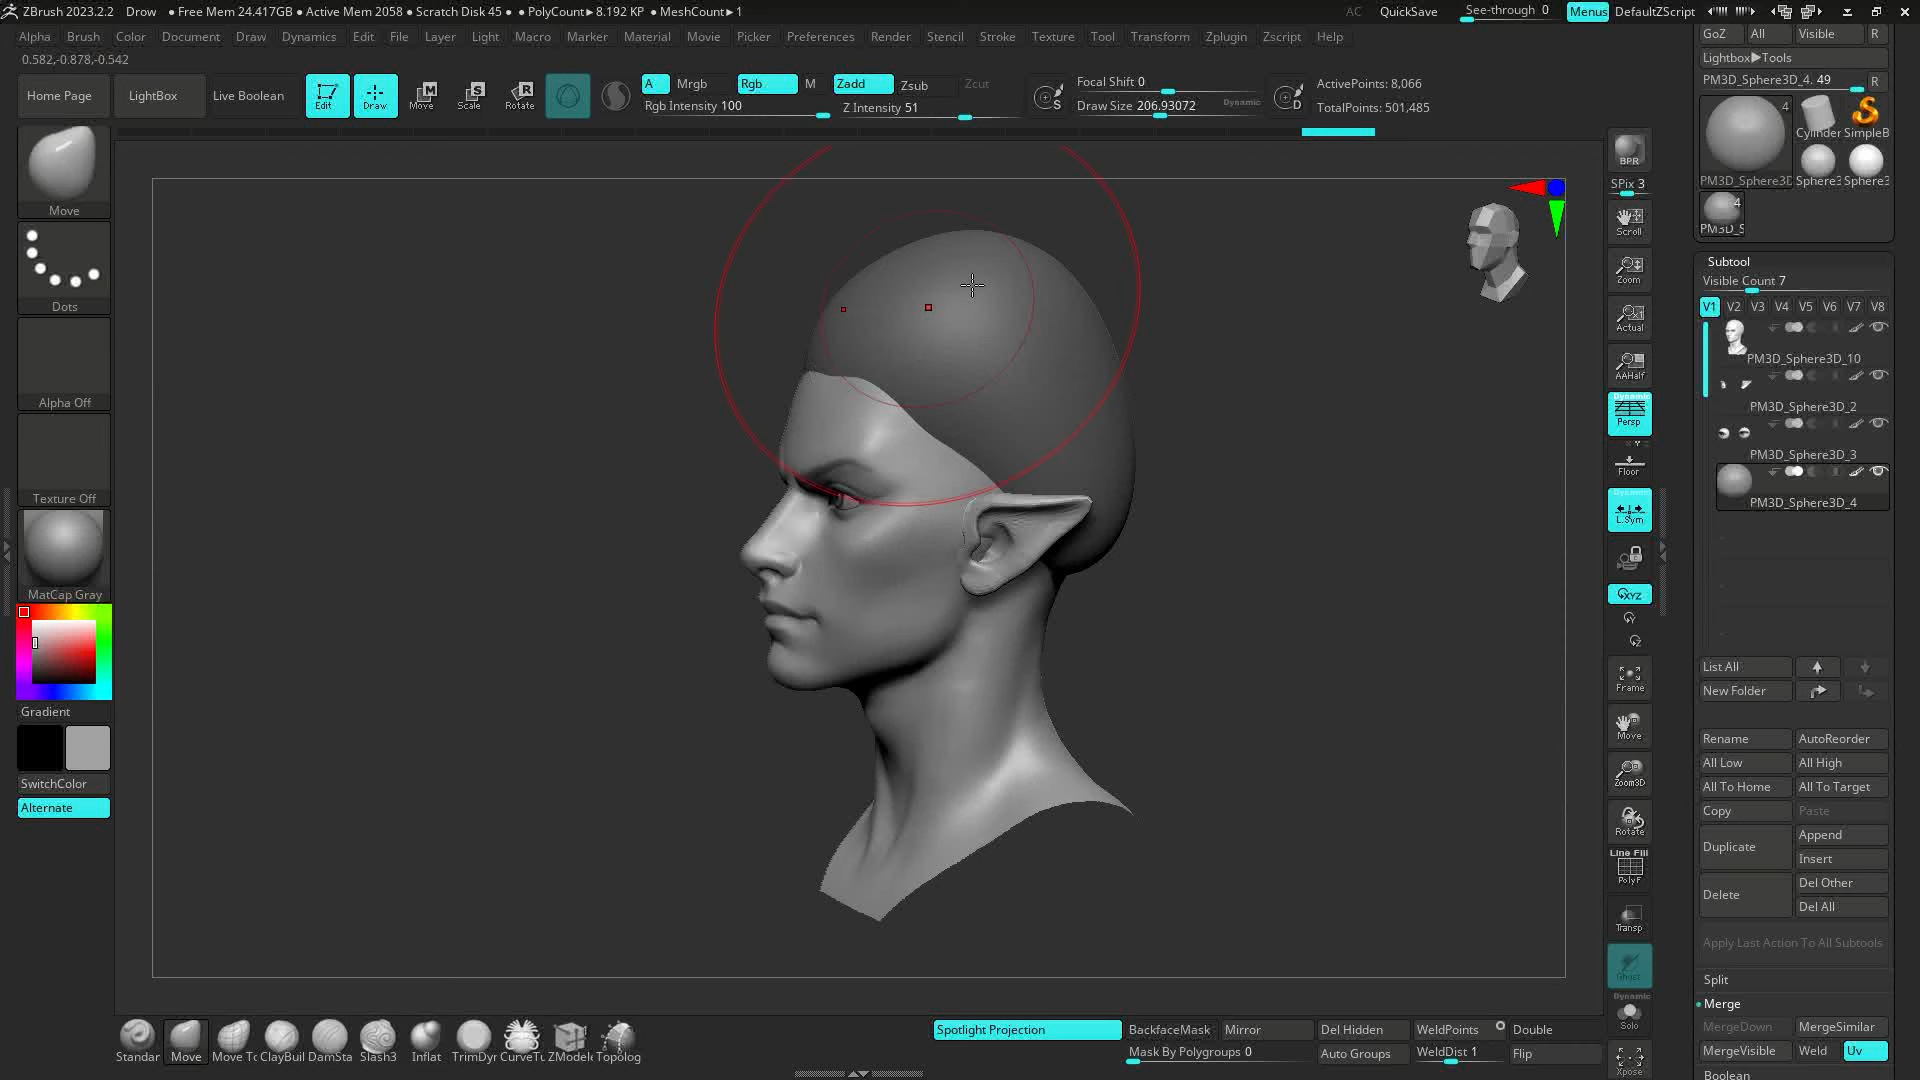 ZBrush 2023.2.2 Drow • Free Mem 24.417GB • Active Mem 2058 • Scratch Disk 45 • • PolyCount▸8.192 KP • MeshCount▸1
AC QuickSave See-through 0 Menus DefaultZScript
Alpha Brush Color Document Draw Dynamics Edit File Layer Light Macro Marker Material Movie Picker Preferences Render Stencil Stroke Texture Tool Transform Zplugin Zscript Help
0.582,-0.878,-0.542
Home Page LightBox Live Boolean Edit Draw Move Scale Rotate
A Mrgb Rgb M Zadd Zsub Zcut
Rgb Intensity 100 Z Intensity 51
S Focal Shift 0
Draw Size 206.93072 Dynamic D
ActivePoints: 8,066
TotalPoints: 501,485
Move
Dots
Alpha Off
Texture Off
MatCap Gray
Gradient
SwitchColor
Alternate
BPR
SPix 3
Scroll
Zoom
Actual
AAHalf
Dynamic
Persp
Floor
Dynamic
L.Sym
XYZ
Y
Z
Frame
Move
Zoom3D
Rotate
Line Fill
PolyF
Transp
Ghost
Dynamic
Solo
Xpose
GoZ All Visible R
Lightbox▸Tools
PM3D_Sphere3D_4. 49 R
4
PM3D_Sphere3D
Cylinder SimpleB
Sphere3 Sphere3
4
PM3D_S
Subtool
Visible Count 7
V1 V2 V3 V4 V5 V6 V7 V8
PM3D_Sphere3D_10
PM3D_Sphere3D_2
PM3D_Sphere3D_3
PM3D_Sphere3D_4
List All
New Folder
Rename AutoReorder
All Low All High
All To Home All To Target
Copy Paste
Duplicate Append
Insert
Delete Del Other
Del All
Apply Last Action To All Subtools
Split
Merge
MergeDown MergeSimilar
MergeVisible Weld Uv
Boolean
Standar Move Move To ClayBuil DamSta Slash3 Inflat TrimDyn CurveTu ZModele Topolog
Spotlight Projection BackfaceMask Mirror Del Hidden WeldPoints Double
Mask By Polygroups 0 Auto Groups WeldDist 1 Flip